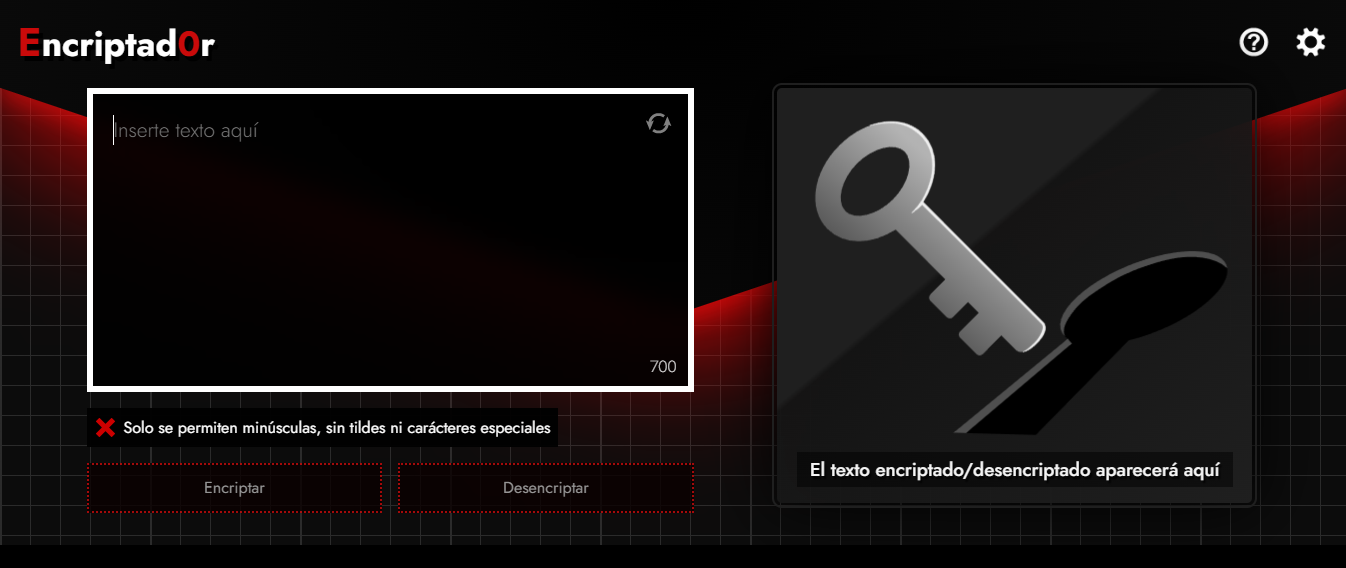 Encriptad0r
Inserte texto aquí
700
Solo se permiten minúsculas, sin tildes ni carácteres especiales
Encriptar
Desencriptar
El texto encriptado/desencriptado aparecerá aquí